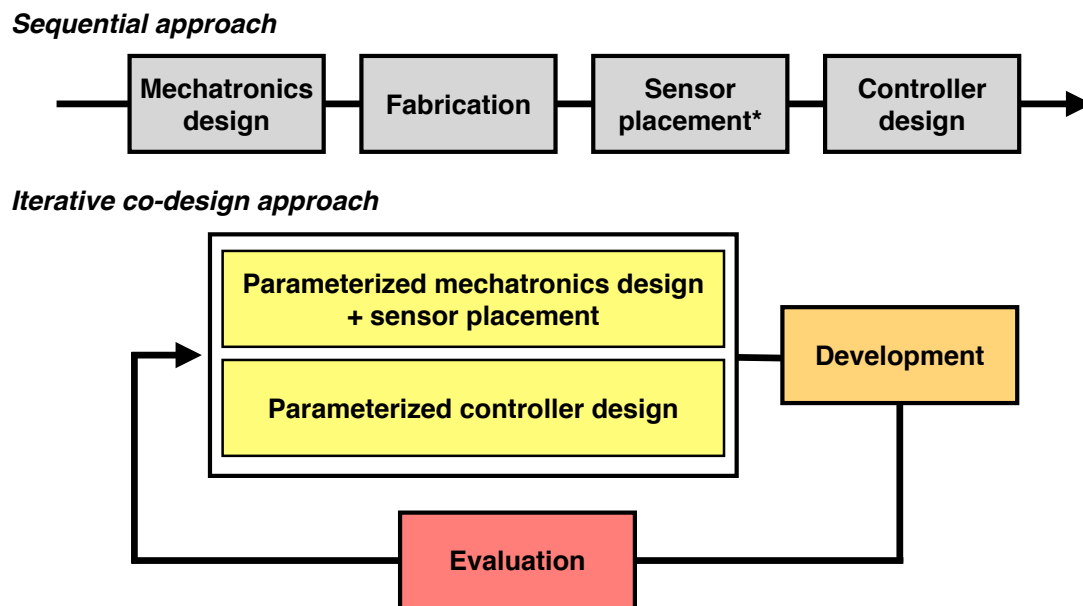 Sequential approach
Mechatronics
design
Fabrication
Sensor
placement*
Controller
design
Iterative co-design approach
Parameterized mechatronics design
+ sensor placement
Parameterized controller design
Development
Evaluation